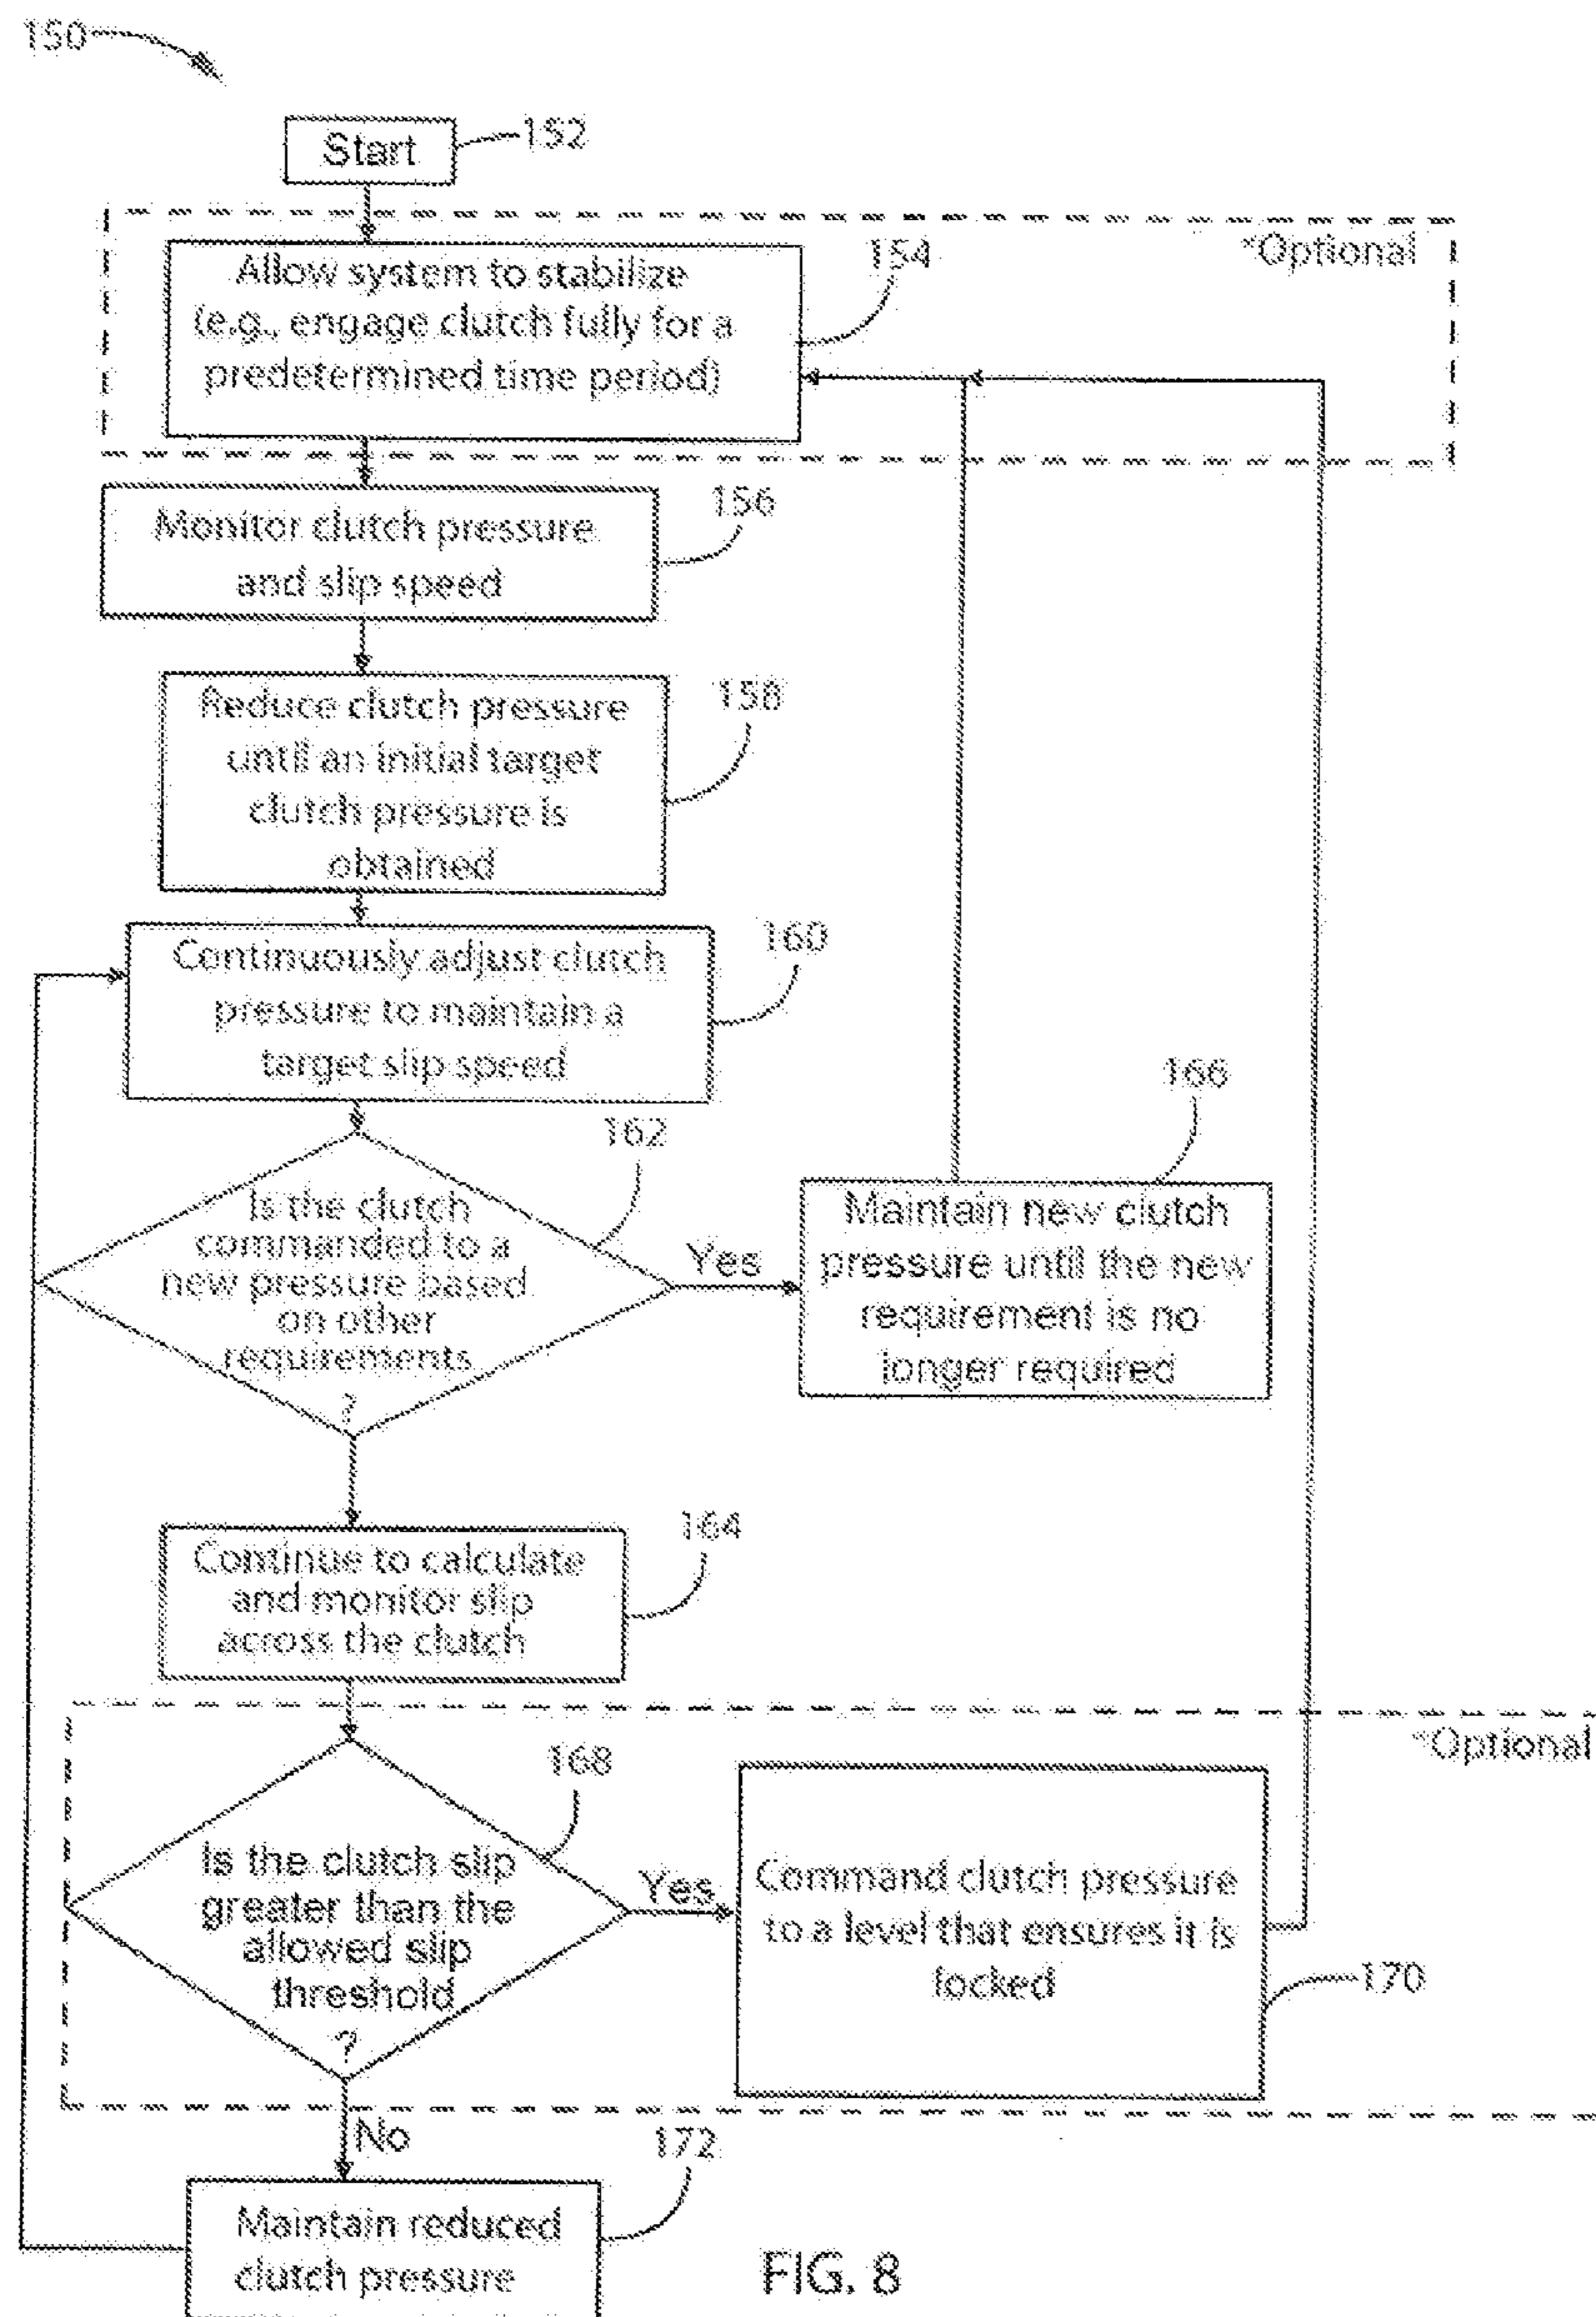 150
Start
152
*Optional
154
Allow system to stabilize
(e.g., engage clutch fully for a
predetermined time period)
156
Monitor clutch pressure
and slip speed
158
Reduce clutch pressure
until an initial target
clutch pressure is
obtained
160
Continuously adjust clutch
pressure to maintain a
target slip speed
162
Is the clutch
commanded to a
new pressure based
on other
requirements
?
Yes
166
Maintain new clutch
pressure until the new
requirement is no
longer required
164
Continue to calculate
and monitor slip
across the clutch
*Optional
168
Is the clutch slip
greater than the
allowed slip
threshold
?
Yes
Command clutch pressure
to a level that ensures it is
locked
170
No
172
Maintain reduced
clutch pressure
FIG. 8